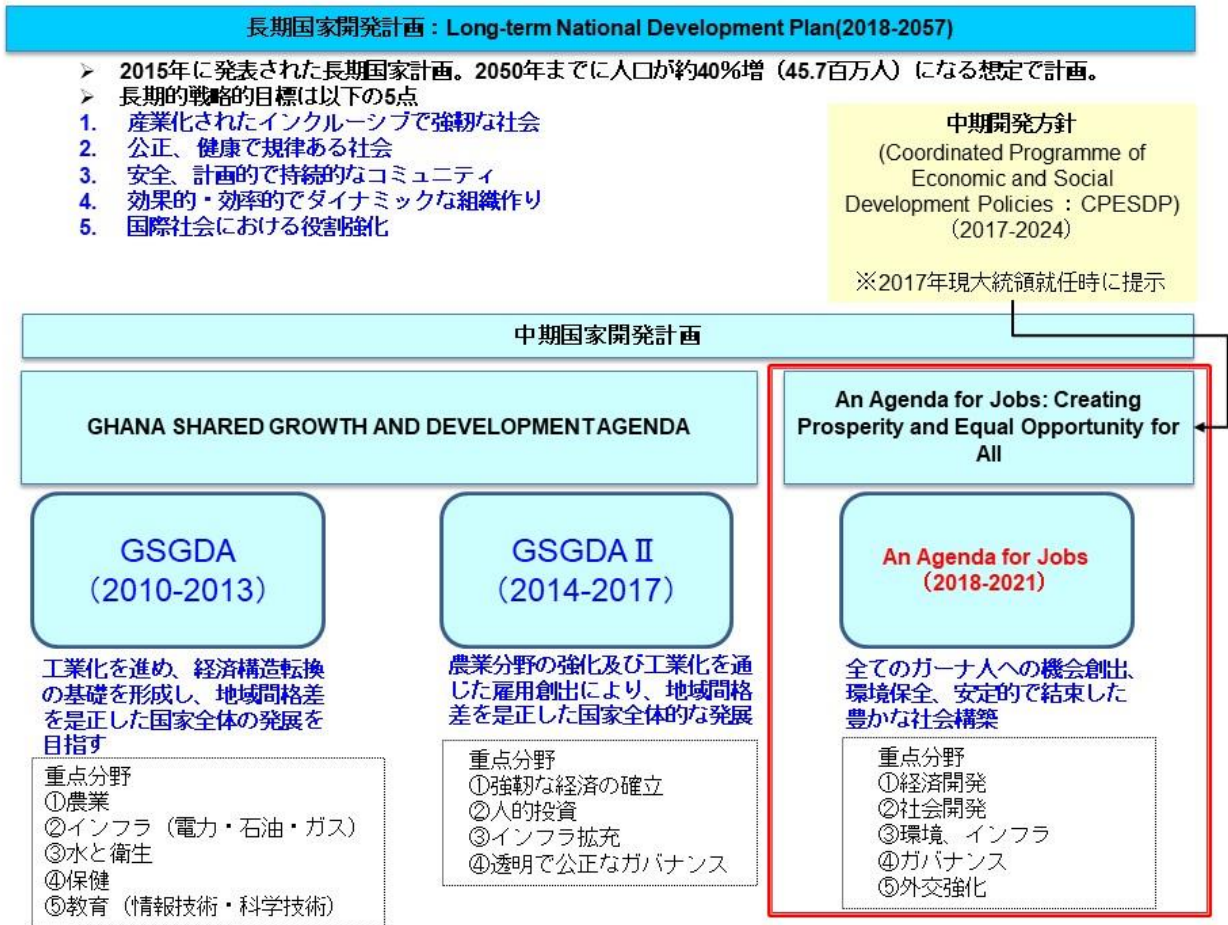 長期国家開発計画：Long-term National Development Plan(2018-2057)
➢ 2015年に発表された長期国家計画。2050年までに人口が約40％増（45.7百万人）になる想定で計画。
➢ 長期的戦略的目標は以下の5点
1. 産業化されたインクルーシブで強靭な社会
2. 公正、健康で規律ある社会
3. 安全、計画的で持続的なコミュニティ
4. 効果的・効率的でダイナミックな組織作り
5. 国際社会における役割強化
中期開発方針
(Coordinated Programme of
Economic and Social
Development Policies：CPESDP)
（2017-2024）
※2017年現大統領就任時に提示
中期国家開発計画
GHANA SHARED GROWTH AND DEVELOPMENT AGENDA
An Agenda for Jobs: Creating
Prosperity and Equal Opportunity for
All
GSGDA
（2010-2013）
工業化を進め、経済構造転換
の基礎を形成し、地域間格差
を是正した国家全体の発展を
目指す
重点分野
①農業
②インフラ（電力・石油・ガス）
③水と衛生
④保健
⑤教育（情報技術・科学技術）
GSGDAⅡ
（2014-2017）
農業分野の強化及び工業化を通
じた雇用創出により、地域間格
差を是正した国家全体的な発展
重点分野
①強靭な経済の確立
②人的投資
③インフラ拡充
④透明で公正なガバナンス
An Agenda for Jobs
（2018-2021）
全てのガーナ人への機会創出、
環境保全、安定的で結束した
豊かな社会構築
重点分野
①経済開発
②社会開発
③環境、インフラ
④ガバナンス
⑤外交強化